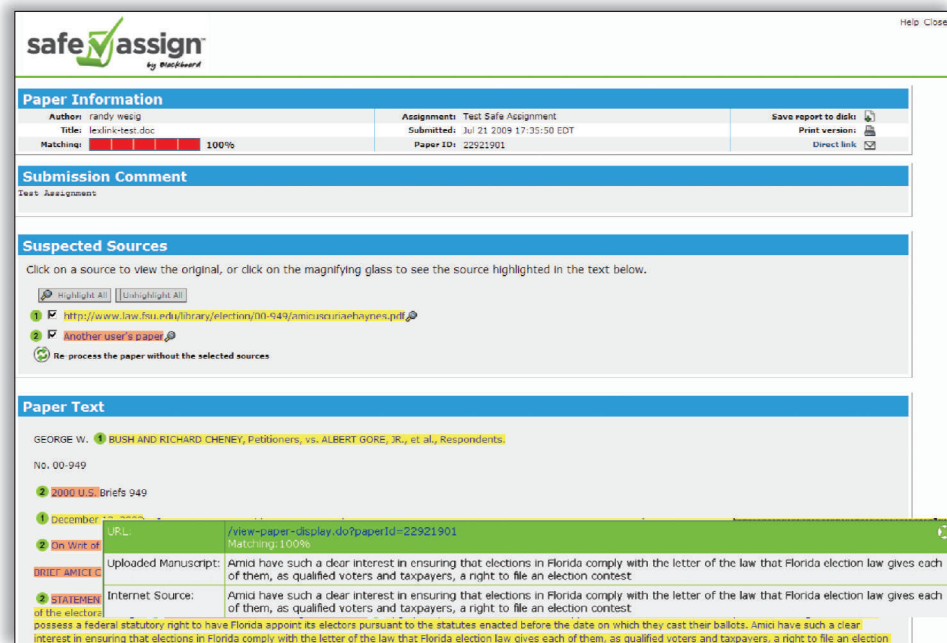 Help Close
safe assign™
by Blackboard
Paper Information
Author: randy wesig Assignment: Test Safe Assignment Save report to disk:
Title: lexlink-test.doc Submitted: Jul 21 2009 17:35:50 EDT Print version:
Matching: 100% Paper ID: 22921901 Direct link
Submission Comment
Test Assignment
Suspected Sources
Click on a source to view the original, or click on the magnifying glass to see the source highlighted in the text below.
Highlight All Unhighlight All
1 http://www.law.fsu.edu/library/election/00-949/amicuscuriaehaynes.pdf
2 Another user's paper
Re-process the paper without the selected sources
Paper Text
GEORGE W. 1 BUSH AND RICHARD CHENEY, Petitioners, vs. ALBERT GORE, JR., et al., Respondents.
No. 00-949
2 2000 U.S. Briefs 949
1 December
2 On Writ of
BRIEF AMICI C
2 STATEMEN
of the electora
URL: /view-paper-display.do?paperId=22921901
Matching:100%
Uploaded Manuscript: Amici have such a clear interest in ensuring that elections in Florida comply with the letter of the law that Florida election law gives each
of them, as qualified voters and taxpayers, a right to file an election contest
Internet Source: Amici have such a clear interest in ensuring that elections in Florida comply with the letter of the law that Florida election law gives each
of them, as qualified voters and taxpayers, a right to file an election contest
possess a federal statutory right to have Florida appoint its electors pursuant to the statutes enacted before the date on which they cast their ballots. Amici have such a clear
interest in ensuring that elections in Florida comply with the letter of the law that Florida election law gives each of them, as qualified voters and taxpayers, a right to file an election